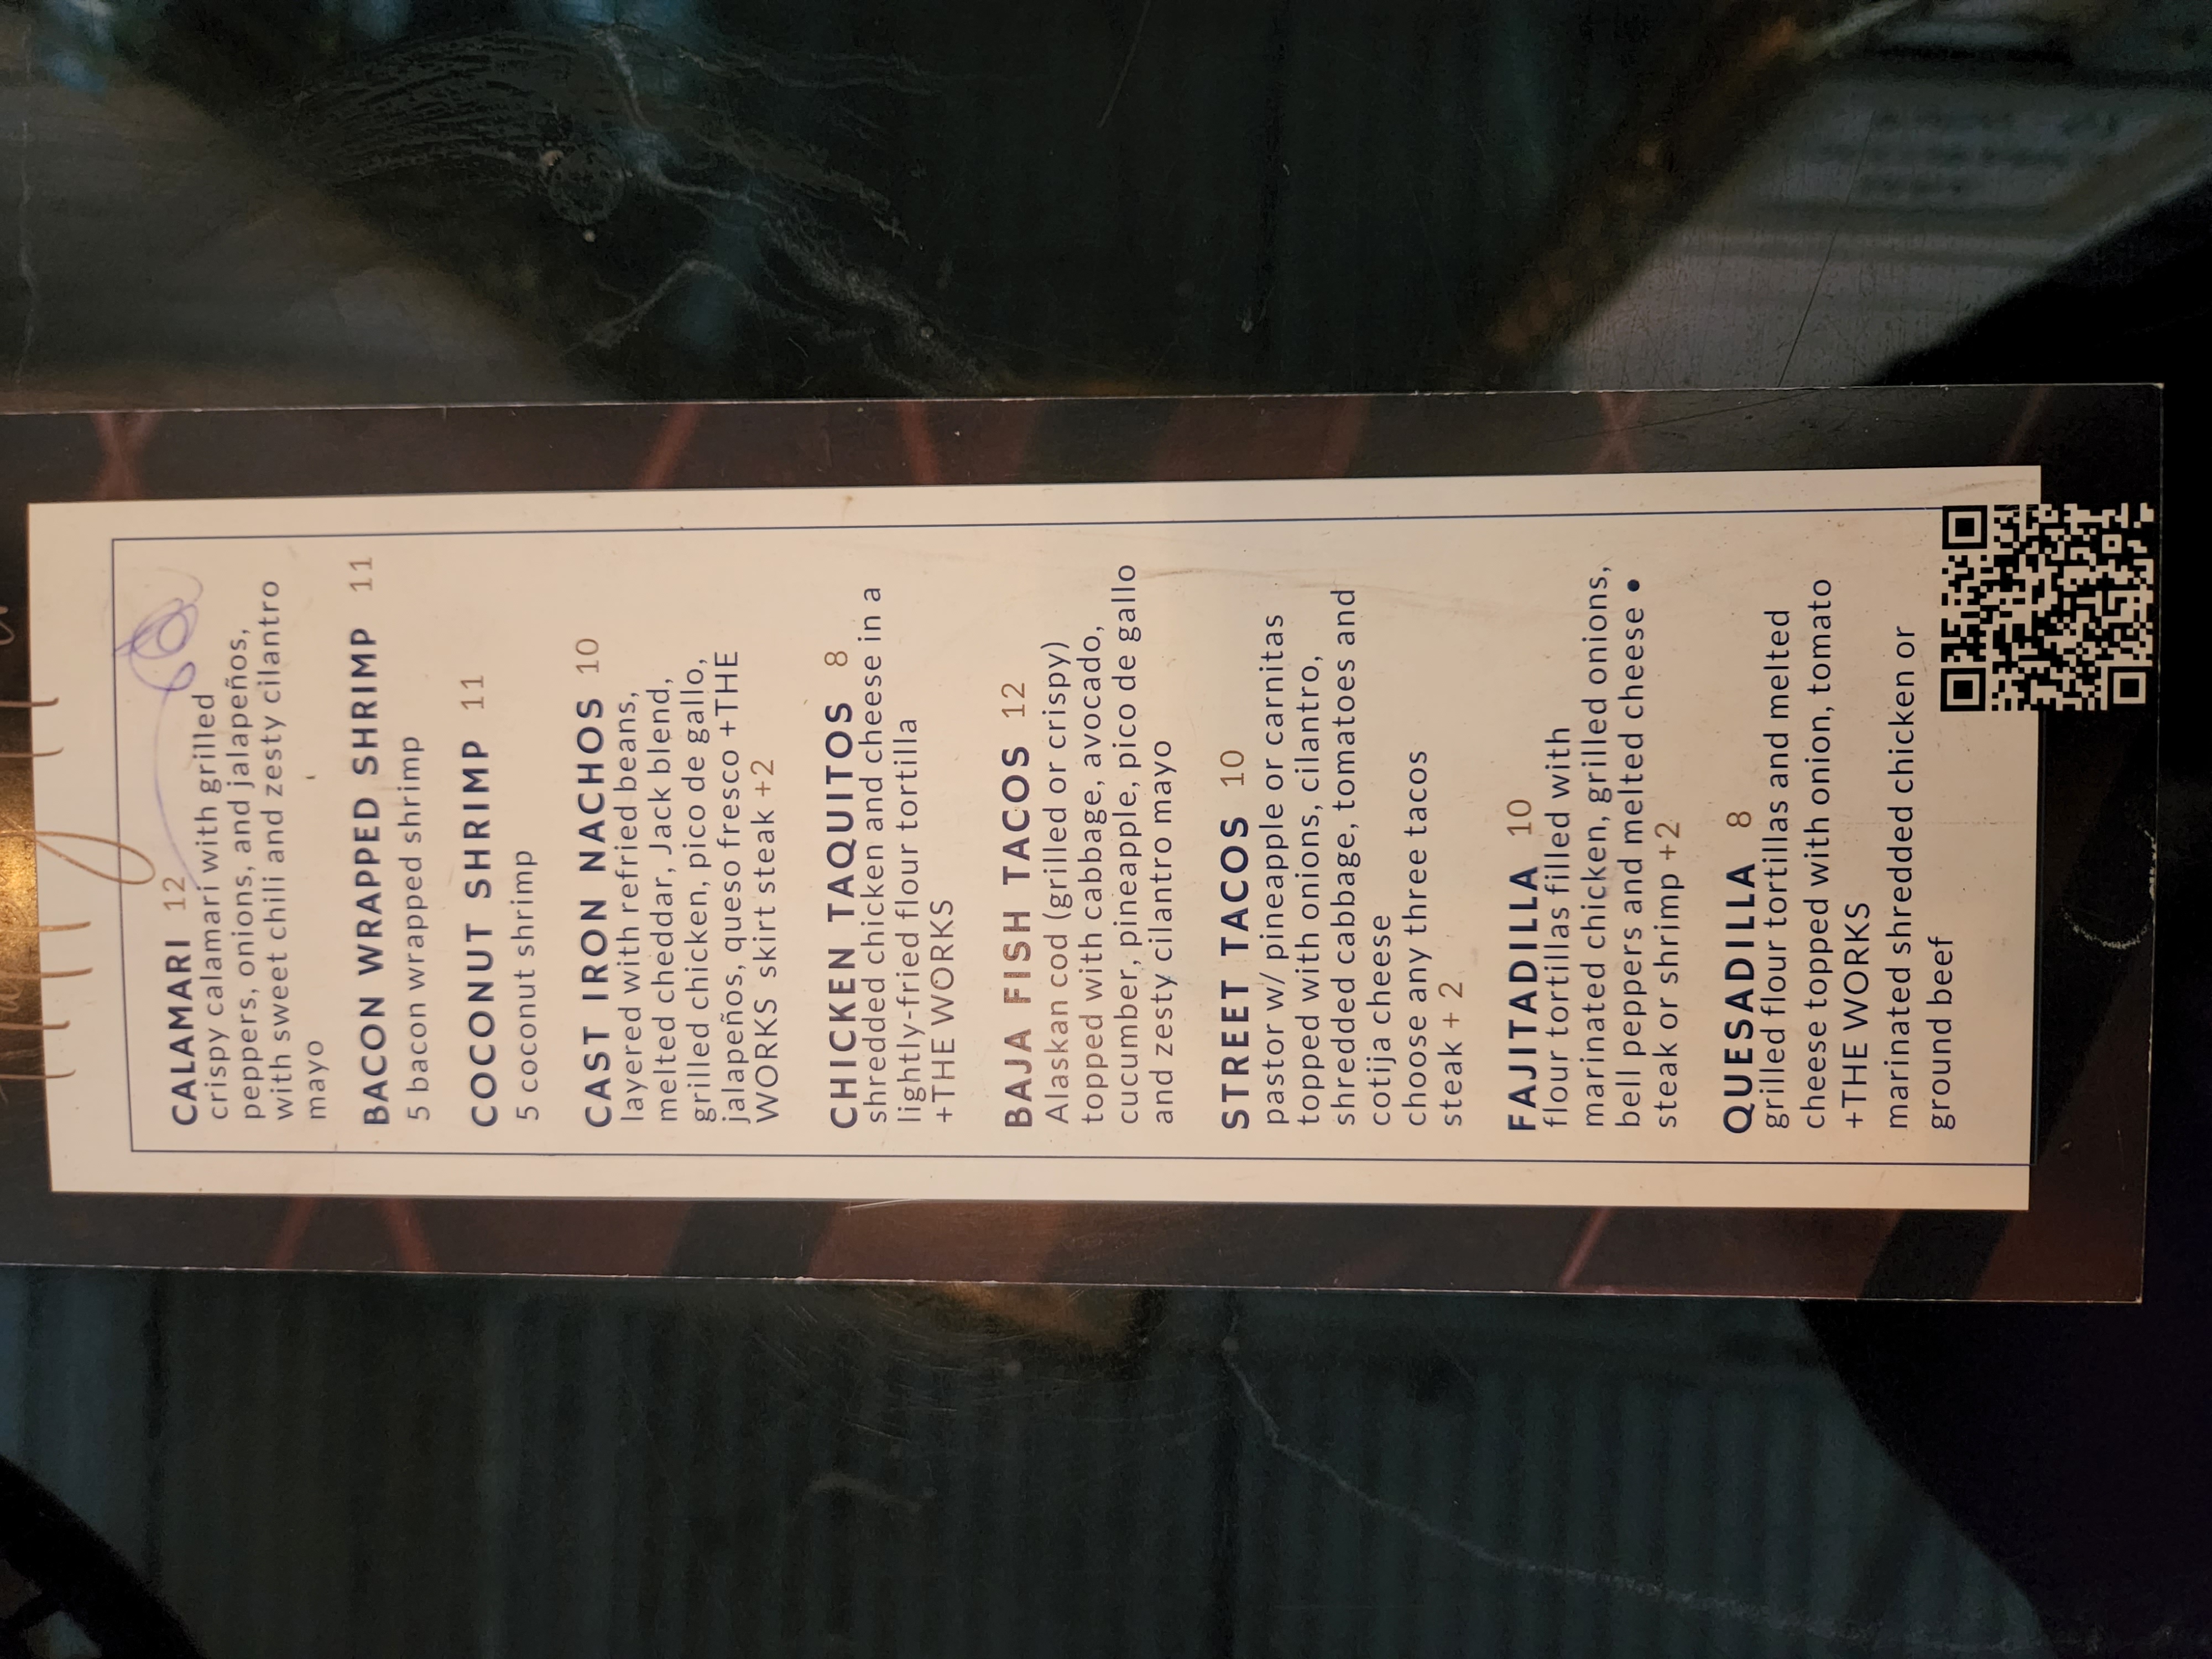 CALAMARI 12
crispy calamari with grilled
peppers, onions, and jalapeños,
with sweet chili and zesty cilantro
mayo
BACON WRAPPED SHRIMP 11
5 bacon wrapped shrimp
COCONUT SHRIMP 11
5 coconut shrimp
CAST IRON NACHOS 10
layered with refried beans,
melted cheddar, Jack blend,
grilled chicken, pico de gallo,
jalapeños, queso fresco +THE
WORKS skirt steak +2
CHICKEN TAQUITOS 8
shredded chicken and cheese in a
lightly-fried flour tortilla
+THE WORKS
BAJA FISH TACOS 12
Alaskan cod (grilled or crispy)
topped with cabbage, avocado,
cucumber, pineapple, pico de gallo
and zesty cilantro mayo
STREET TACOS 10
pastor w/ pineapple or carnitas
topped with onions, cilantro,
shredded cabbage, tomatoes and
cotija cheese
choose any three tacos
steak + 2
FAJITADILLA 10
flour tortillas filled with
marinated chicken, grilled onions,
bell peppers and melted cheese •
steak or shrimp +2
QUESADILLA 8
grilled flour tortillas and melted
cheese topped with onion, tomato
+THE WORKS
marinated shredded chicken or
ground beef